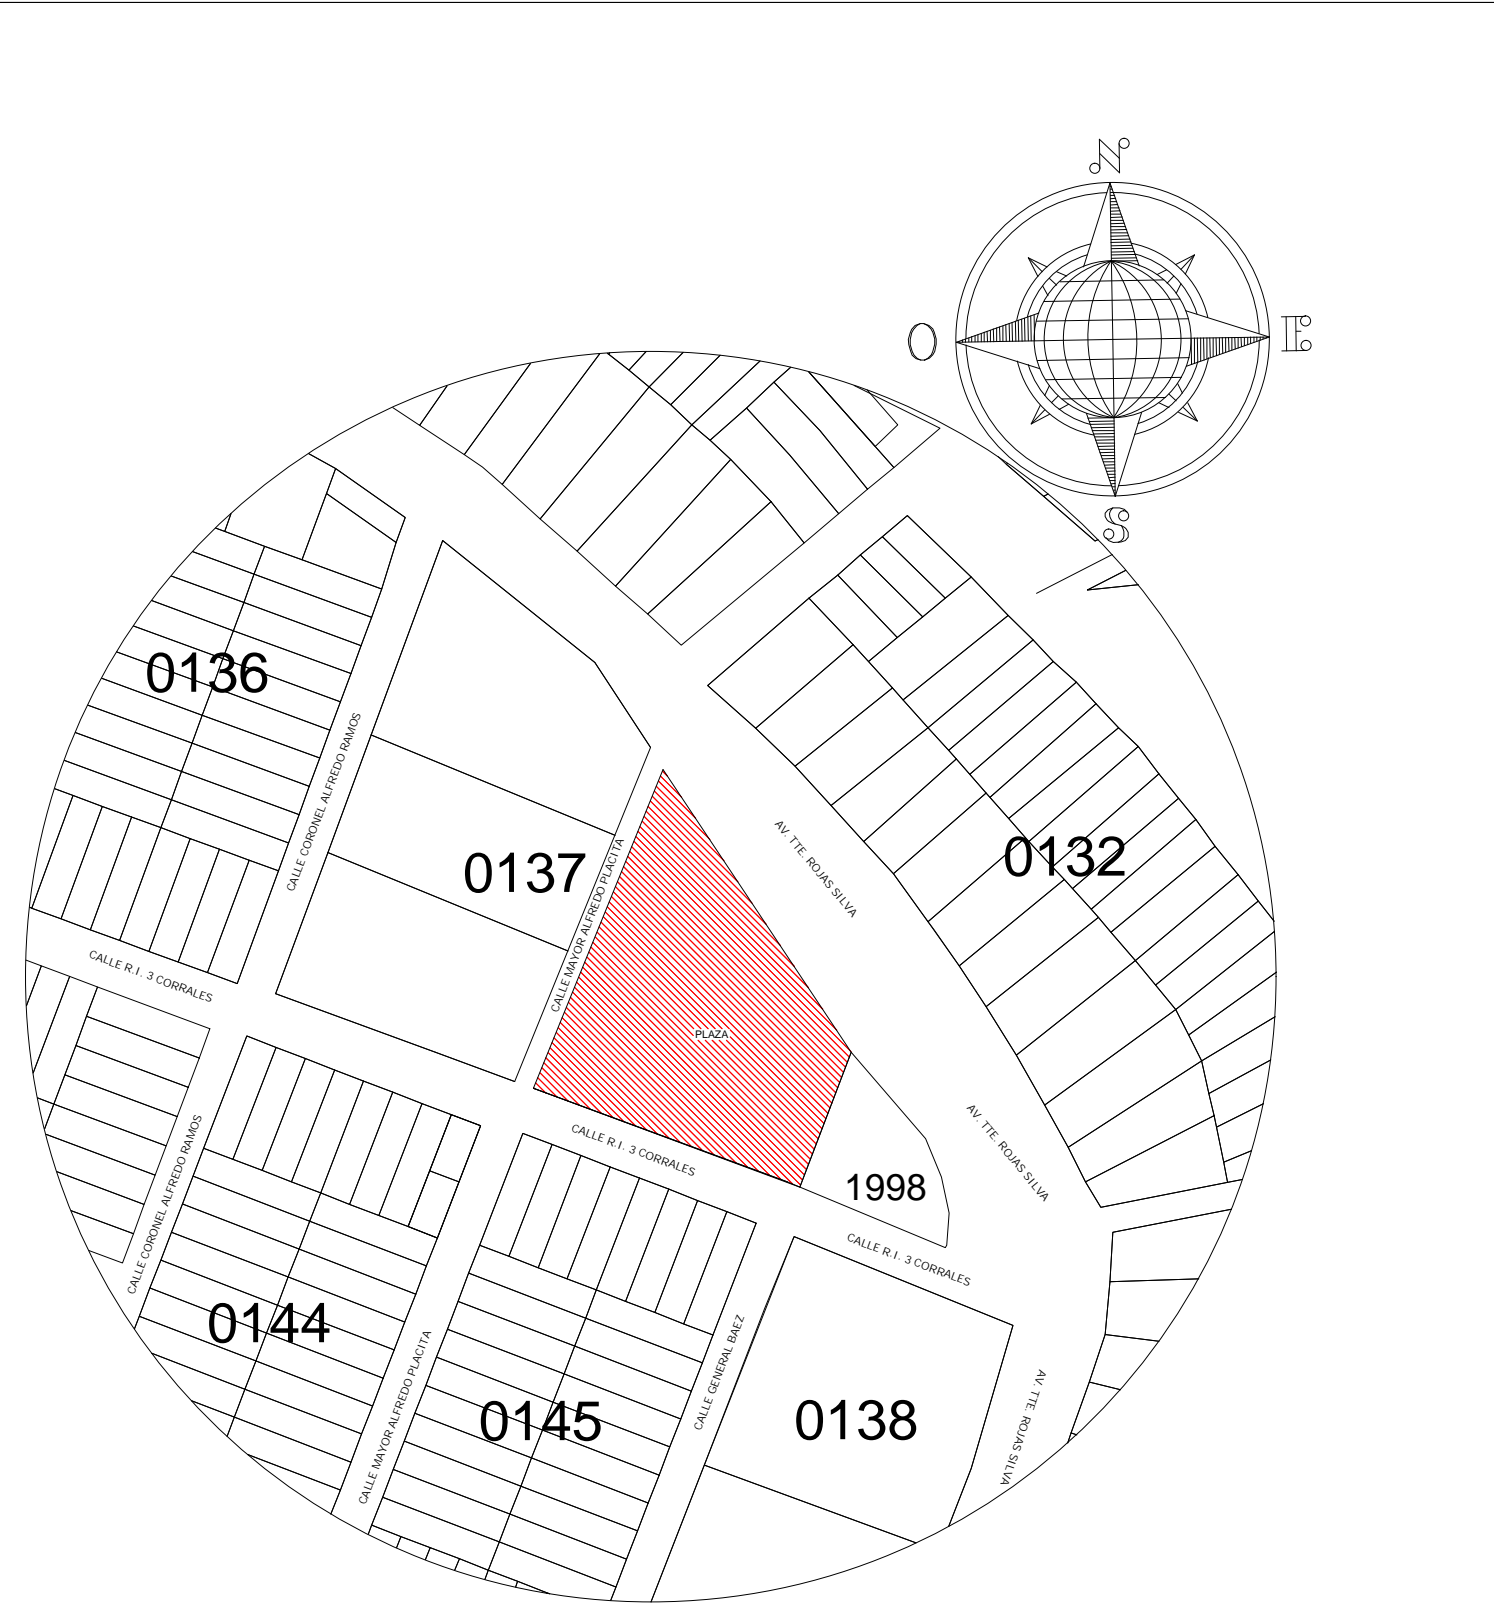 N
O
E
S
0136
CALLE CORONEL ALFREDO RAMOS
0137
CALLE MAYOR ALFREDO PLACITA
AV. TTE. ROJAS SILVA
0132
CALLE R.I. 3 CORRALES
PLAZA
CALLE R.I. 3 CORRALES
1998
AV. TTE. ROJAS SILVA
CALLE CORONEL ALFREDO RAMOS
CALLE R.I. 3 CORRALES
0144
CALLE MAYOR ALFREDO PLACITA
0145
CALLE GENERAL BAEZ
0138
AV. TTE. ROJAS SILVA